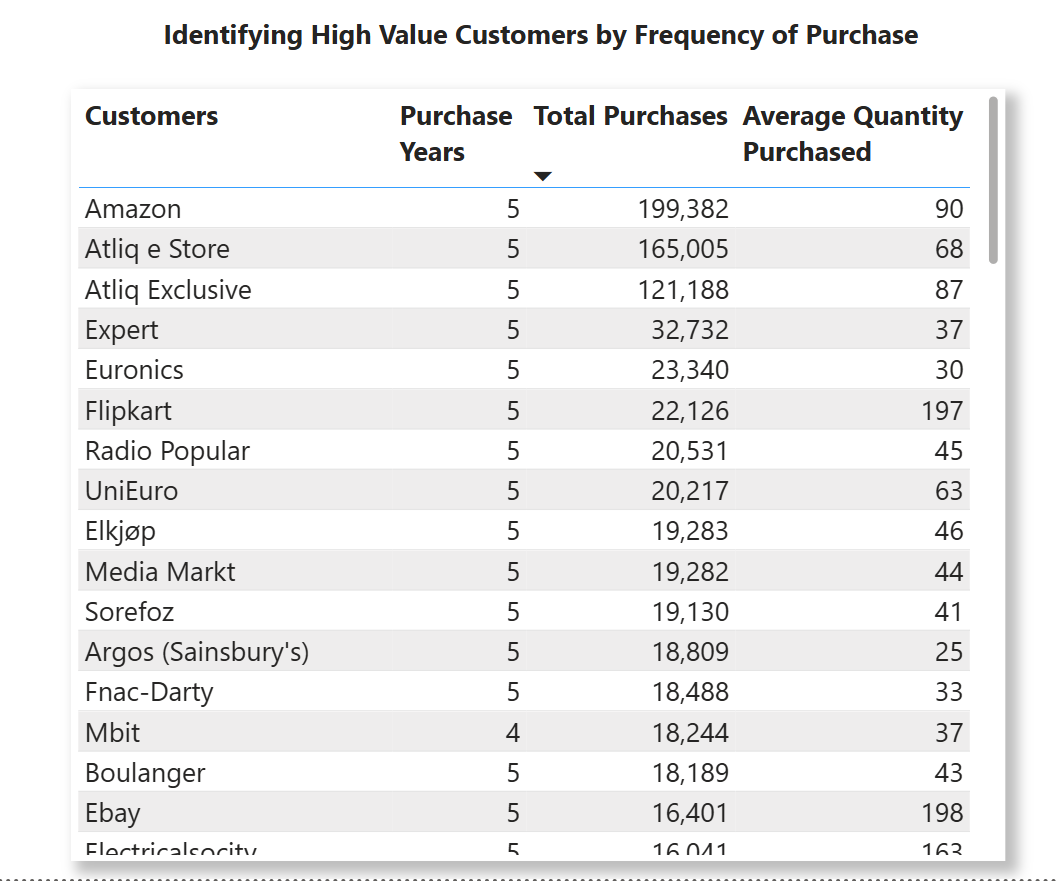 Identifying High Value Customers by Frequency of Purchase
Customers Purchase Years Total Purchases Average Quantity Purchased
Amazon 5 199,382 90
Atliq e Store 5 165,005 68
Atliq Exclusive 5 121,188 87
Expert 5 32,732 37
Euronics 5 23,340 30
Flipkart 5 22,126 197
Radio Popular 5 20,531 45
UniEuro 5 20,217 63
Elkjøp 5 19,283 46
Media Markt 5 19,282 44
Sorefoz 5 19,130 41
Argos (Sainsbury's) 5 18,809 25
Fnac-Darty 5 18,488 33
Mbit 4 18,244 37
Boulanger 5 18,189 43
Ebay 5 16,401 198
Electricalsocity 5 16,041 163